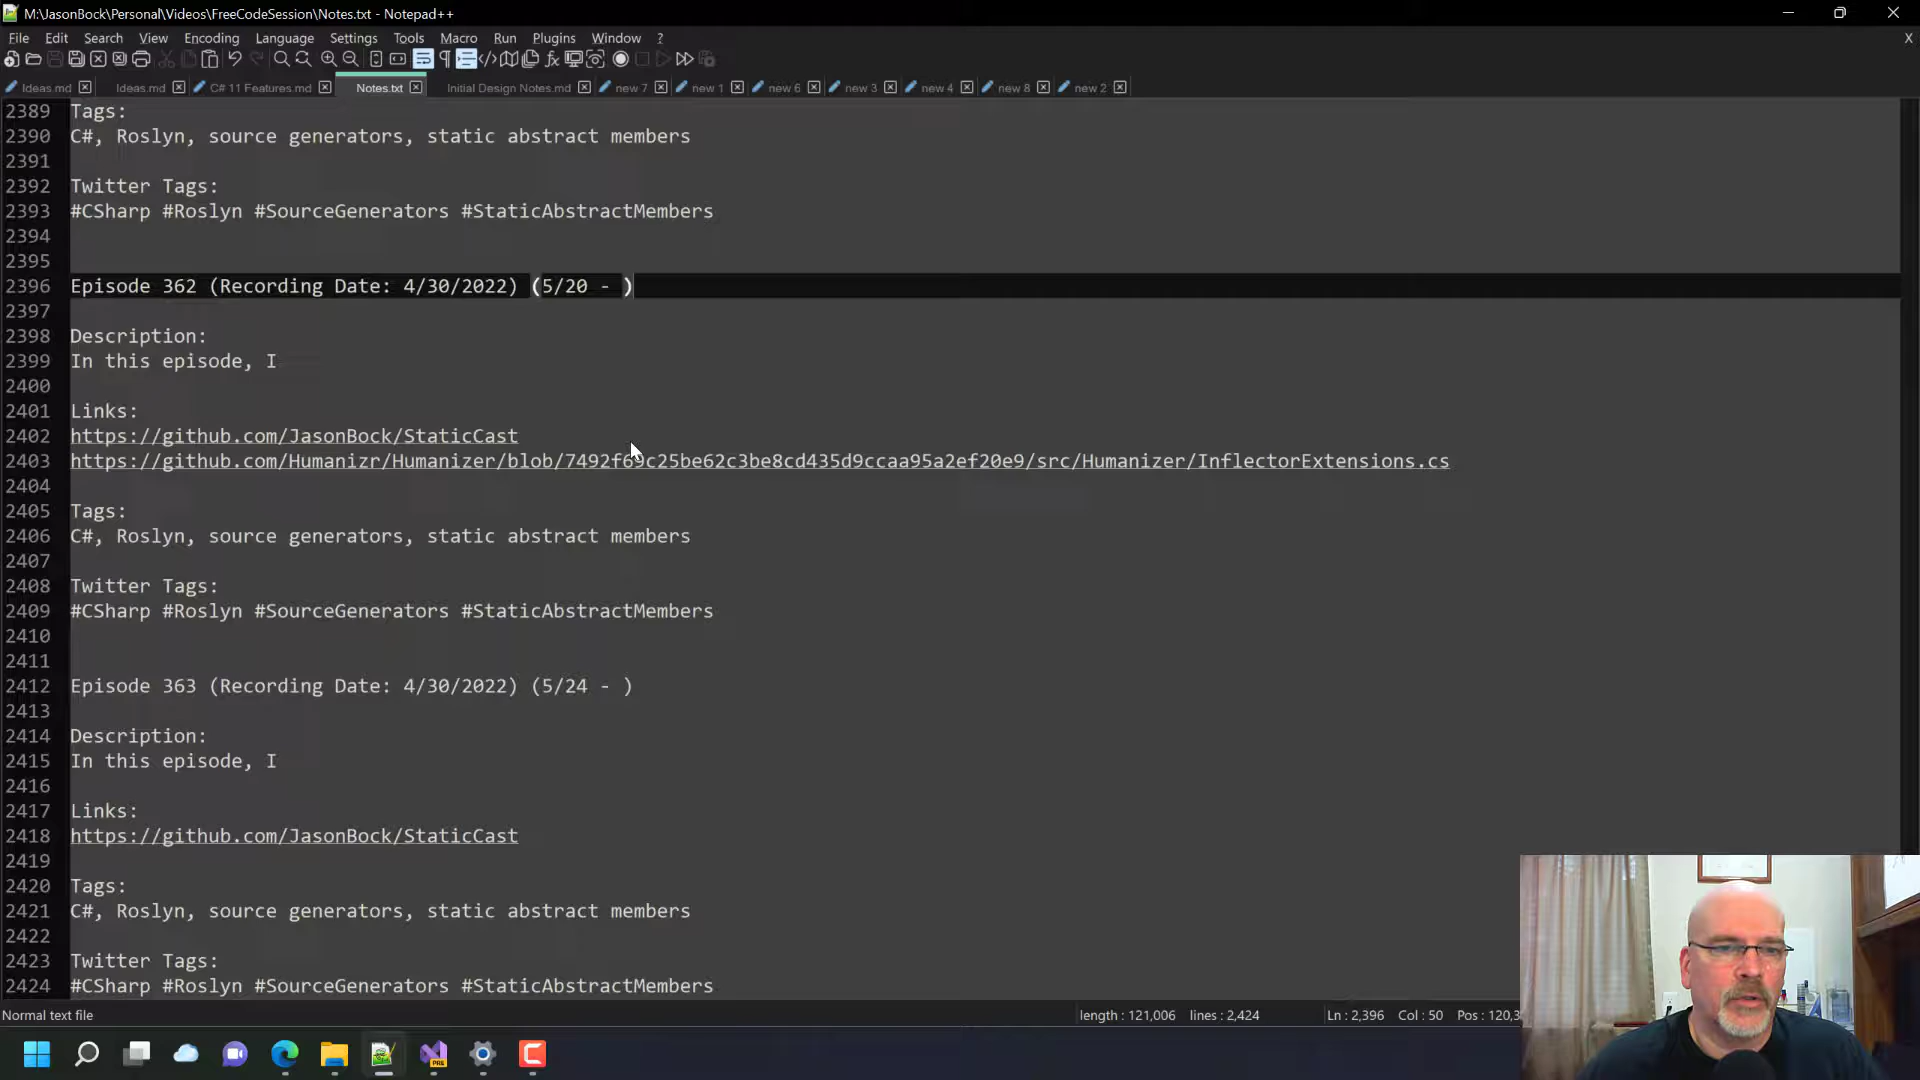 M:\JasonBock\Personal\Videos\FreeCodeSession\Notes.txt - Notepad++
File Edit Search View Encoding Language Settings Tools Macro Run Plugins Window ? X
Ideas.md Ideas.md C# 11 Features.md Notes.txt Initial Design Notes.md new 7 new 1 new 6 new 3 new 4 new 8 new 2
2389 Tags:
2390 C#, Roslyn, source generators, static abstract members
2391
2392 Twitter Tags:
2393 #CSharp #Roslyn #SourceGenerators #StaticAbstractMembers
2394
2395
2396 Episode 362 (Recording Date: 4/30/2022) (5/20 - )
2397
2398 Description:
2399 In this episode, I
2400
2401 Links:
2402 https://github.com/JasonBock/StaticCast
2403 https://github.com/Humanizr/Humanizer/blob/7492f69c25be62c3be8cd435d9ccaa95a2ef20e9/src/Humanizer/InflectorExtensions.cs
2404
2405 Tags:
2406 C#, Roslyn, source generators, static abstract members
2407
2408 Twitter Tags:
2409 #CSharp #Roslyn #SourceGenerators #StaticAbstractMembers
2410
2411
2412 Episode 363 (Recording Date: 4/30/2022) (5/24 - )
2413
2414 Description:
2415 In this episode, I
2416
2417 Links:
2418 https://github.com/JasonBock/StaticCast
2419
2420 Tags:
2421 C#, Roslyn, source generators, static abstract members
2422
2423 Twitter Tags:
2424 #CSharp #Roslyn #SourceGenerators #StaticAbstractMembers
Normal text file length : 121,006 lines : 2,424 Ln : 2,396 Col : 50 Pos : 120,3